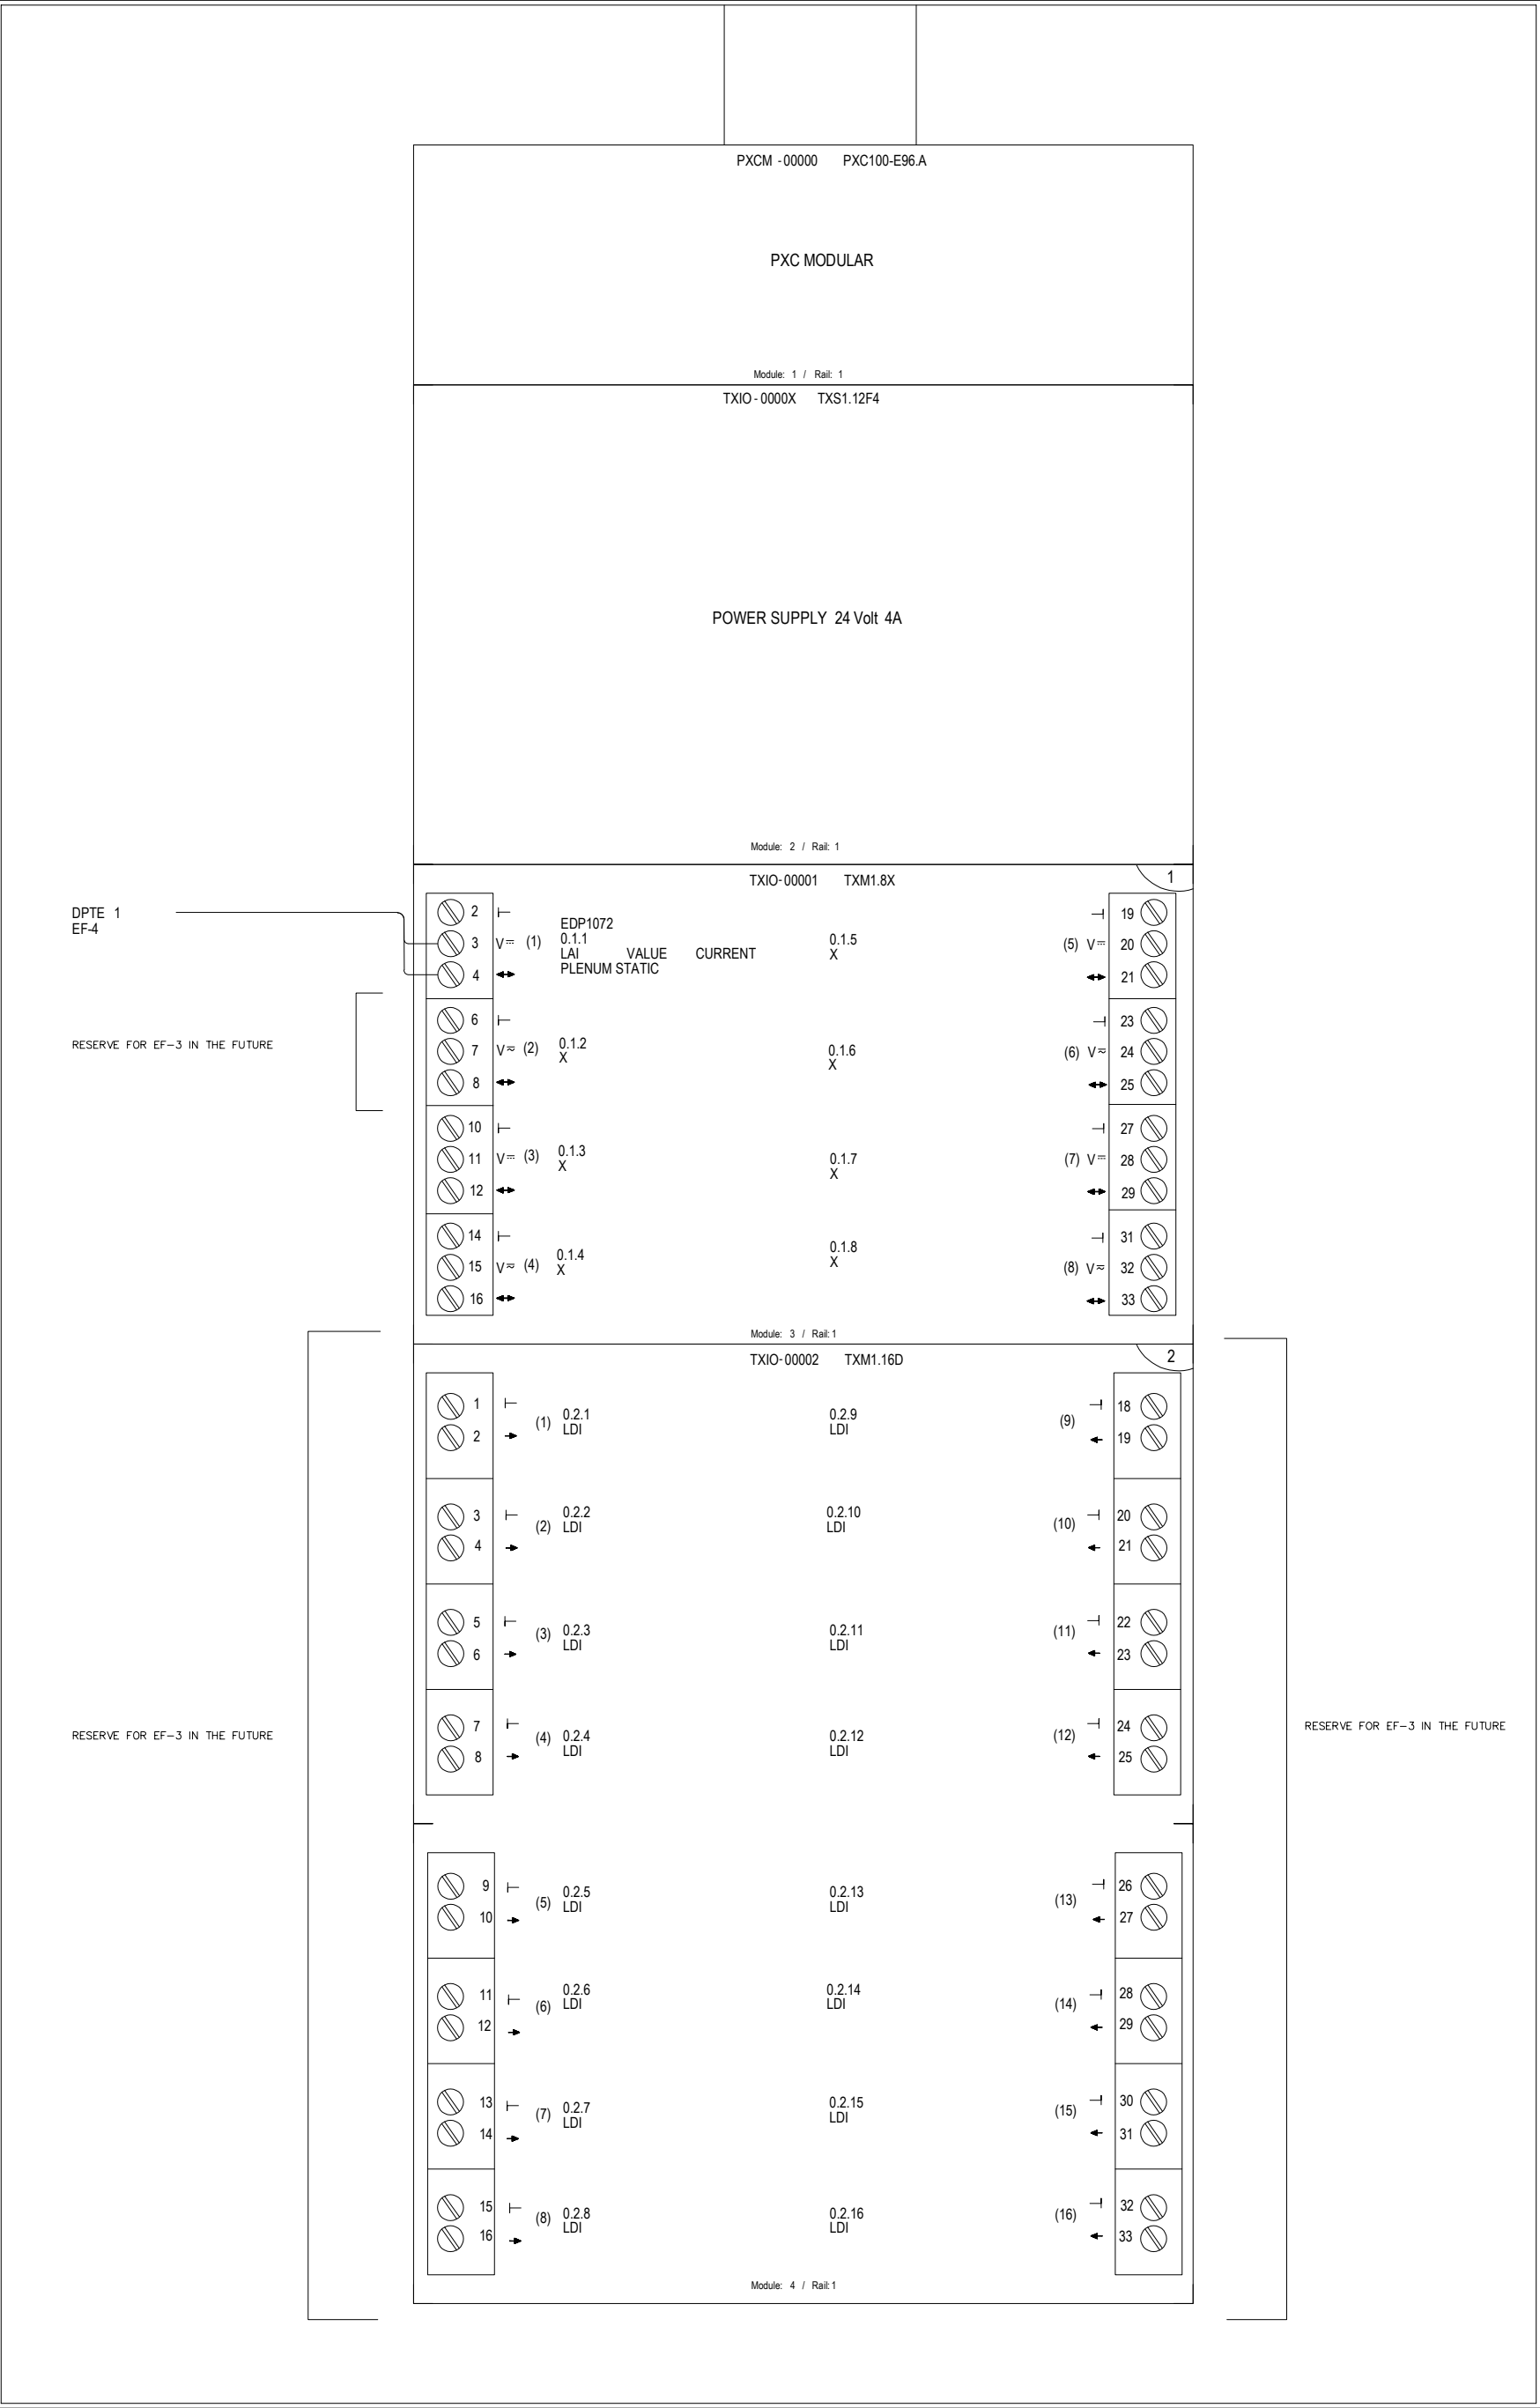 PXCM -00000 PXC100-E96.A
PXC MODULAR
Module: 1 / Rail: 1
TXIO-0000X TXS1.12F4
POWER SUPPLY 24 Volt 4A
Module: 2 / Rail: 1
TXIO-00001 TXM1.8X
1
DPTE 1
EF-4
2
3 V (1)
4
EDP1072
0.1.1
LAI VALUE CURRENT
PLENUM STATIC
0.1.5
X
19
(5) V 20
21
RESERVE FOR EF-3 IN THE FUTURE
6
7 V (2)
8
0.1.2
X
0.1.6
X
23
(6) V 24
25
10
11 V (3)
12
0.1.3
X
0.1.7
X
27
(7) V 28
29
14
15 V (4)
16
0.1.4
X
0.1.8
X
31
(8) V 32
33
Module: 3 / Rail: 1
TXIO-00002 TXM1.16D
2
1
2
(1)
0.2.1
LDI
0.2.9
LDI
(9)
18
19
3
4
(2)
0.2.2
LDI
0.2.10
LDI
(10)
20
21
5
6
(3)
0.2.3
LDI
0.2.11
LDI
(11)
22
23
7
8
(4)
0.2.4
LDI
0.2.12
LDI
(12)
24
25
RESERVE FOR EF-3 IN THE FUTURE
RESERVE FOR EF-3 IN THE FUTURE
9
10
(5)
0.2.5
LDI
0.2.13
LDI
(13)
26
27
11
12
(6)
0.2.6
LDI
0.2.14
LDI
(14)
28
29
13
14
(7)
0.2.7
LDI
0.2.15
LDI
(15)
30
31
15
16
(8)
0.2.8
LDI
0.2.16
LDI
(16)
32
33
Module: 4 / Rail: 1